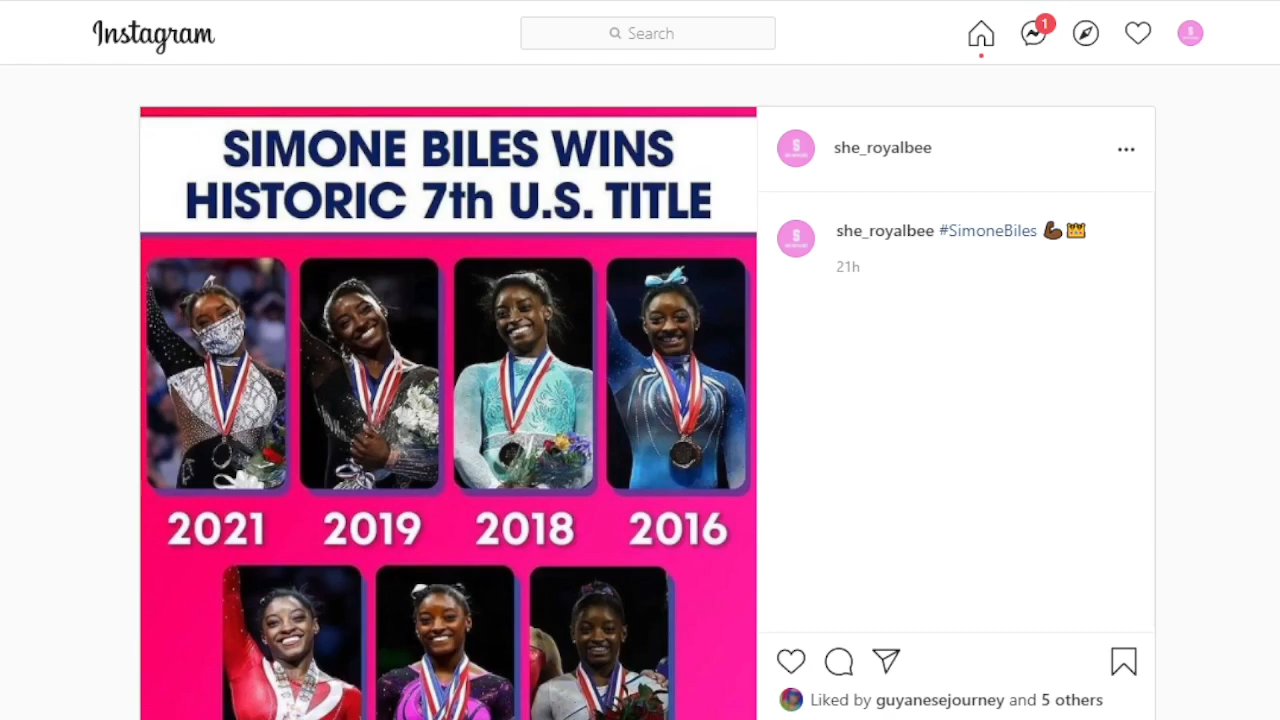 Instagram
Search
1
SIMONE BILES WINS
HISTORIC 7th U.S. TITLE
2021 2019 2018 2016
she_royalbee
she_royalbee #SimoneBiles 💪🏿👑
21h
Liked by guyanesejourney and 5 others